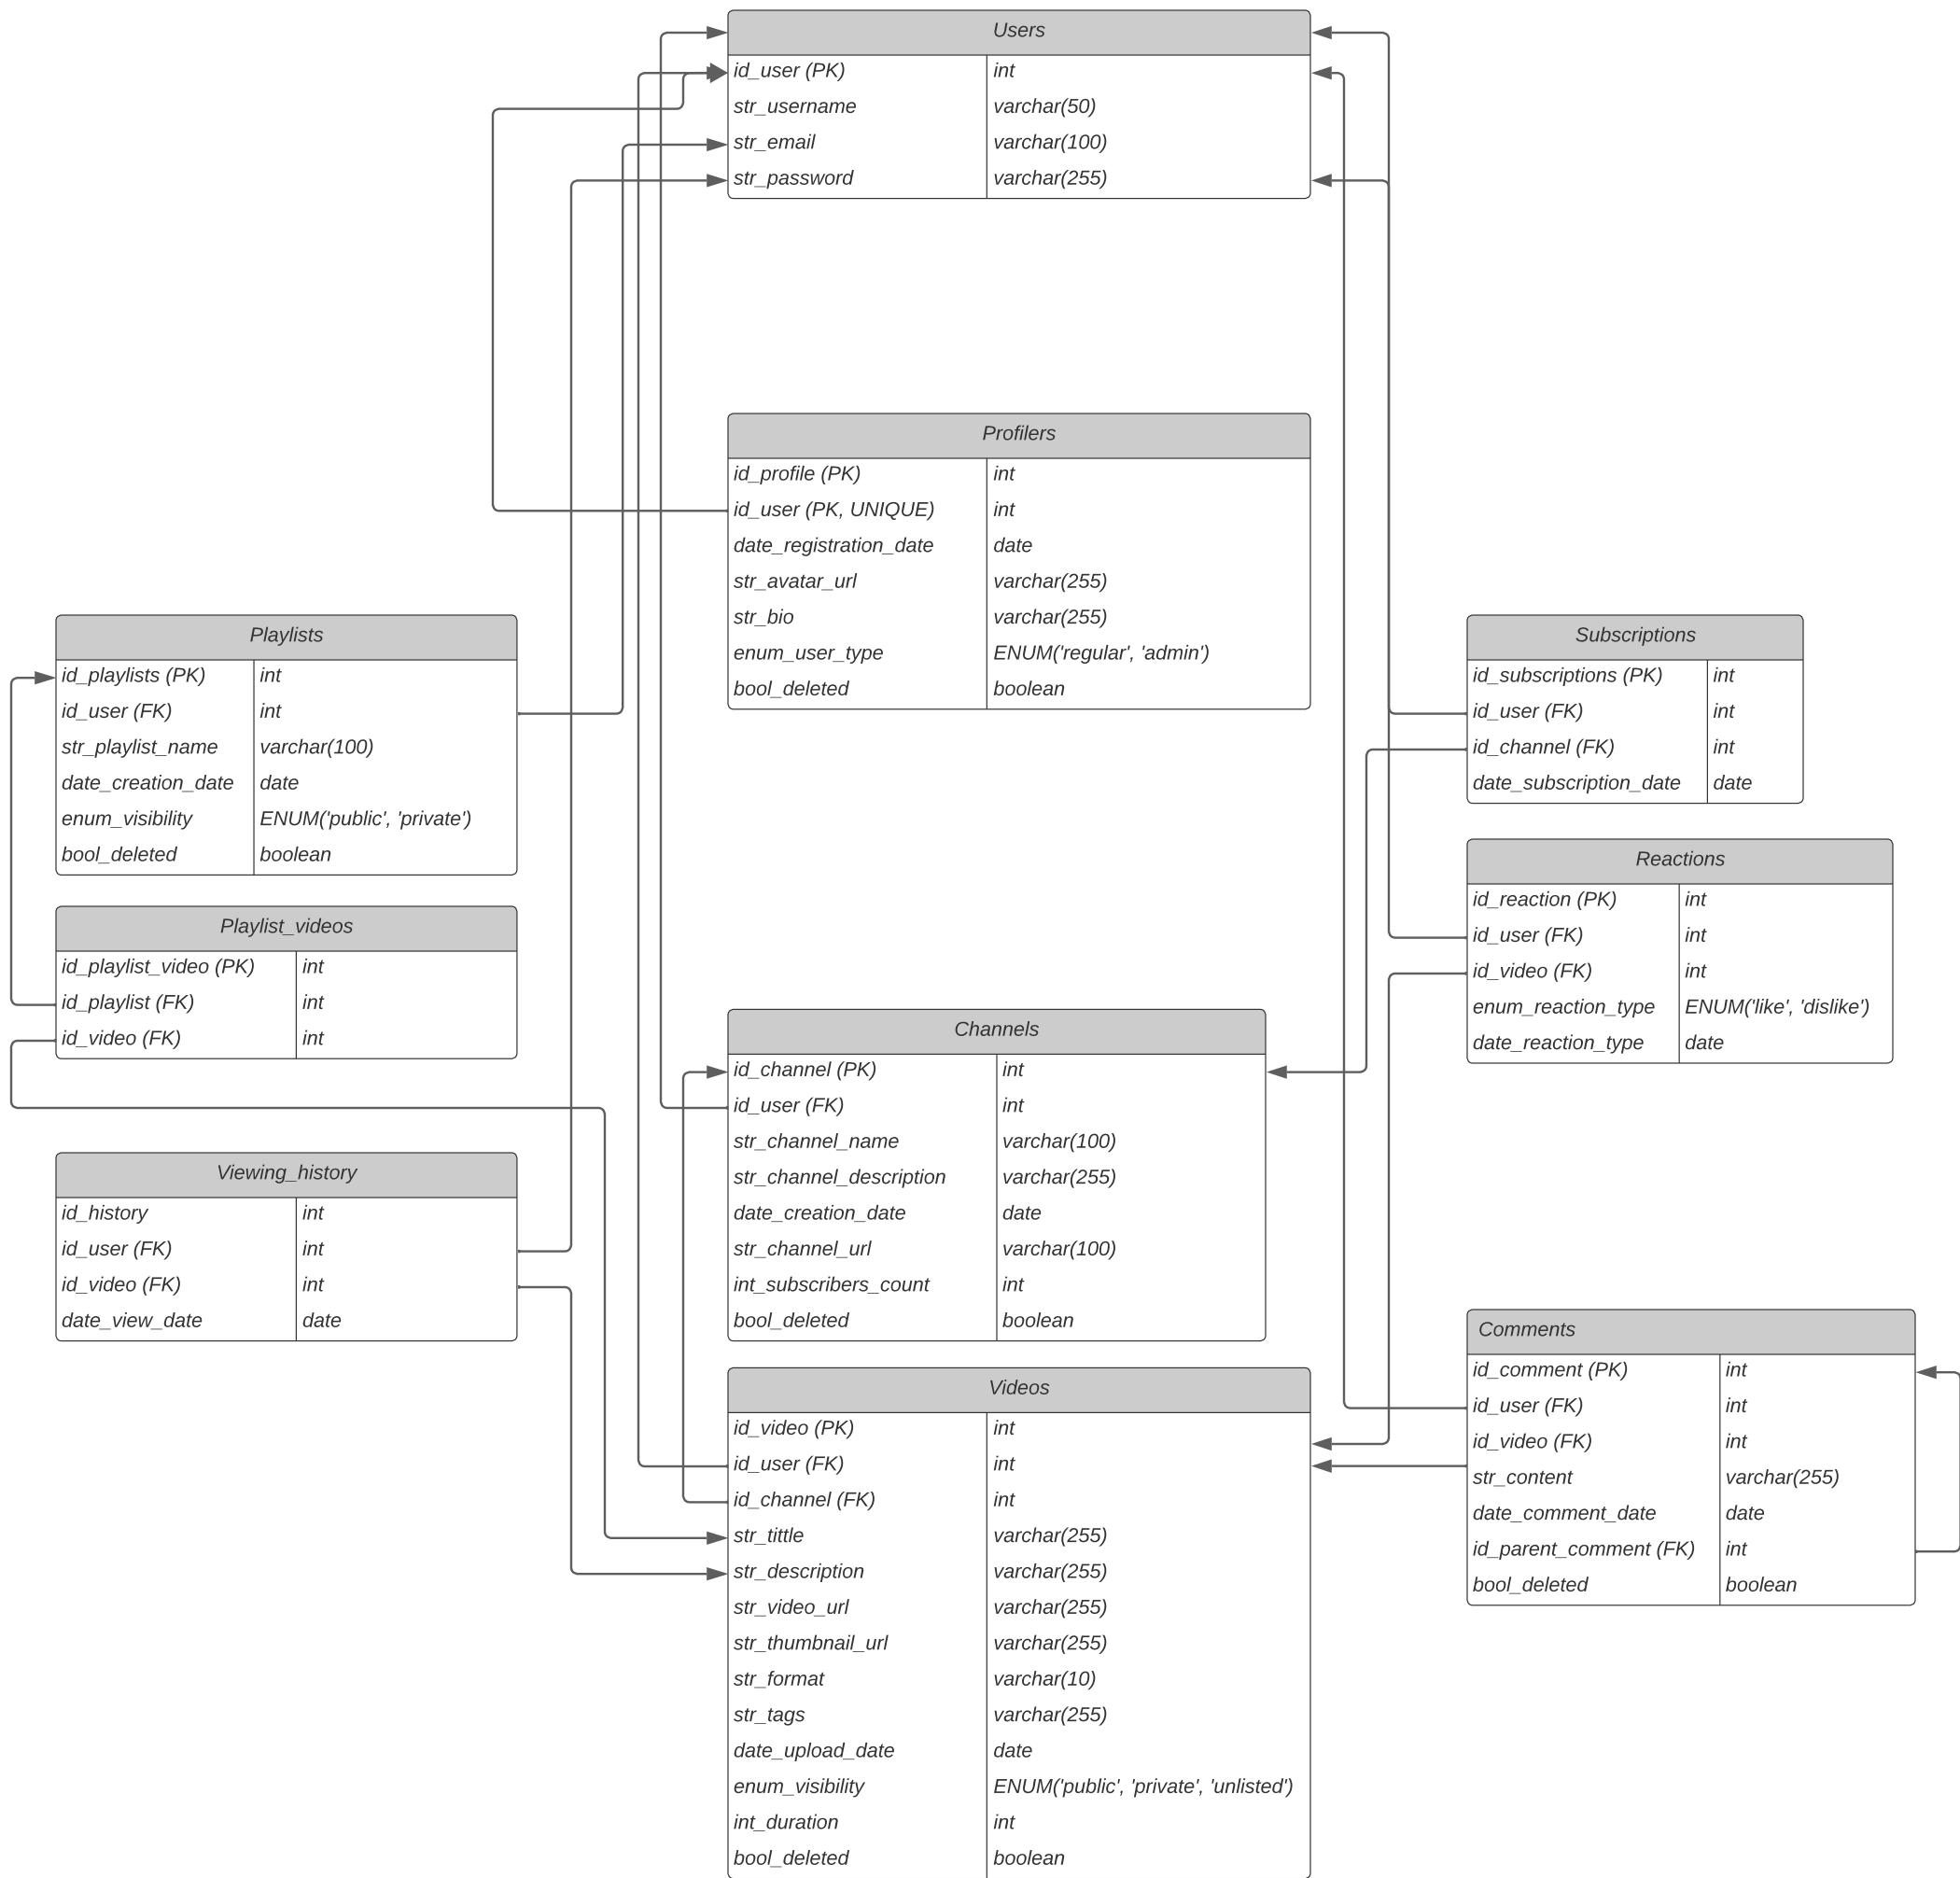 Users
id_user (PK) int
str_username varchar(50)
str_email varchar(100)
str_password varchar(255)
Profilers
id_profile (PK) int
id_user (PK, UNIQUE) int
date_registration_date date
str_avatar_url varchar(255)
str_bio varchar(255)
enum_user_type ENUM('regular', 'admin')
bool_deleted boolean
Playlists
id_playlists (PK) int
id_user (FK) int
str_playlist_name varchar(100)
date_creation_date date
enum_visibility ENUM('public', 'private')
bool_deleted boolean
Subscriptions
id_subscriptions (PK) int
id_user (FK) int
id_channel (FK) int
date_subscription_date date
Reactions
id_reaction (PK) int
id_user (FK) int
id_video (FK) int
enum_reaction_type ENUM('like', 'dislike')
date_reaction_type date
Playlist_videos
id_playlist_video (PK) int
id_playlist (FK) int
id_video (FK) int
Channels
id_channel (PK) int
id_user (FK) int
str_channel_name varchar(100)
str_channel_description varchar(255)
date_creation_date date
str_channel_url varchar(100)
int_subscribers_count int
bool_deleted boolean
Viewing_history
id_history int
id_user (FK) int
id_video (FK) int
date_view_date date
Comments
id_comment (PK) int
id_user (FK) int
id_video (FK) int
str_content varchar(255)
date_comment_date date
id_parent_comment (FK) int
bool_deleted boolean
Videos
id_video (PK) int
id_user (FK) int
id_channel (FK) int
str_tittle varchar(255)
str_description varchar(255)
str_video_url varchar(255)
str_thumbnail_url varchar(255)
str_format varchar(10)
str_tags varchar(255)
date_upload_date date
enum_visibility ENUM('public', 'private', 'unlisted')
int_duration int
bool_deleted boolean